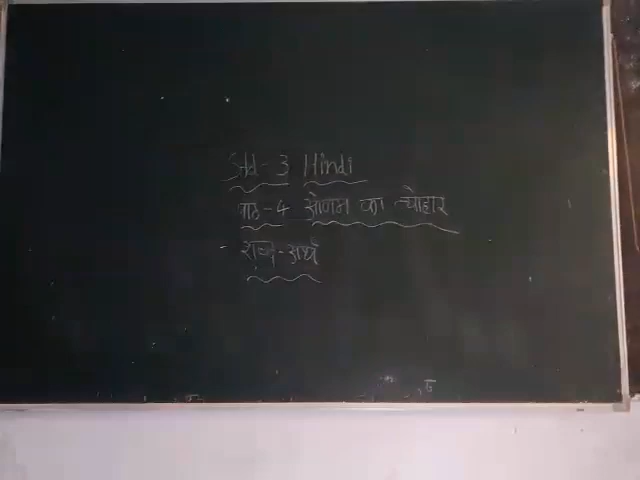 Std - 3 Hindi
पाठ - 4 ओणम का त्योहार
शब्द - अर्थ